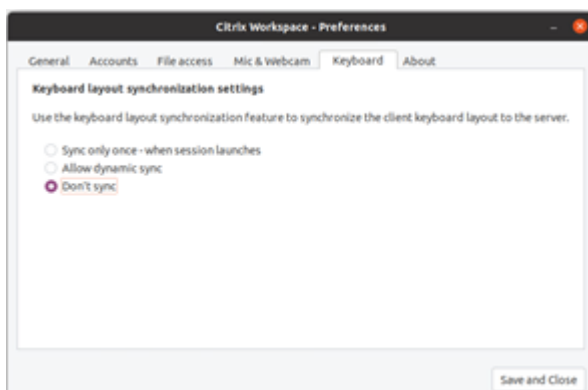 Citrix Workspace - Preferences
General Accounts File access Mic & Webcam Keyboard About
Keyboard layout synchronization settings
Use the keyboard layout synchronization feature to synchronize the client keyboard layout to the server.
Sync only once - when session launches
Allow dynamic sync
Don't sync
Save and Close